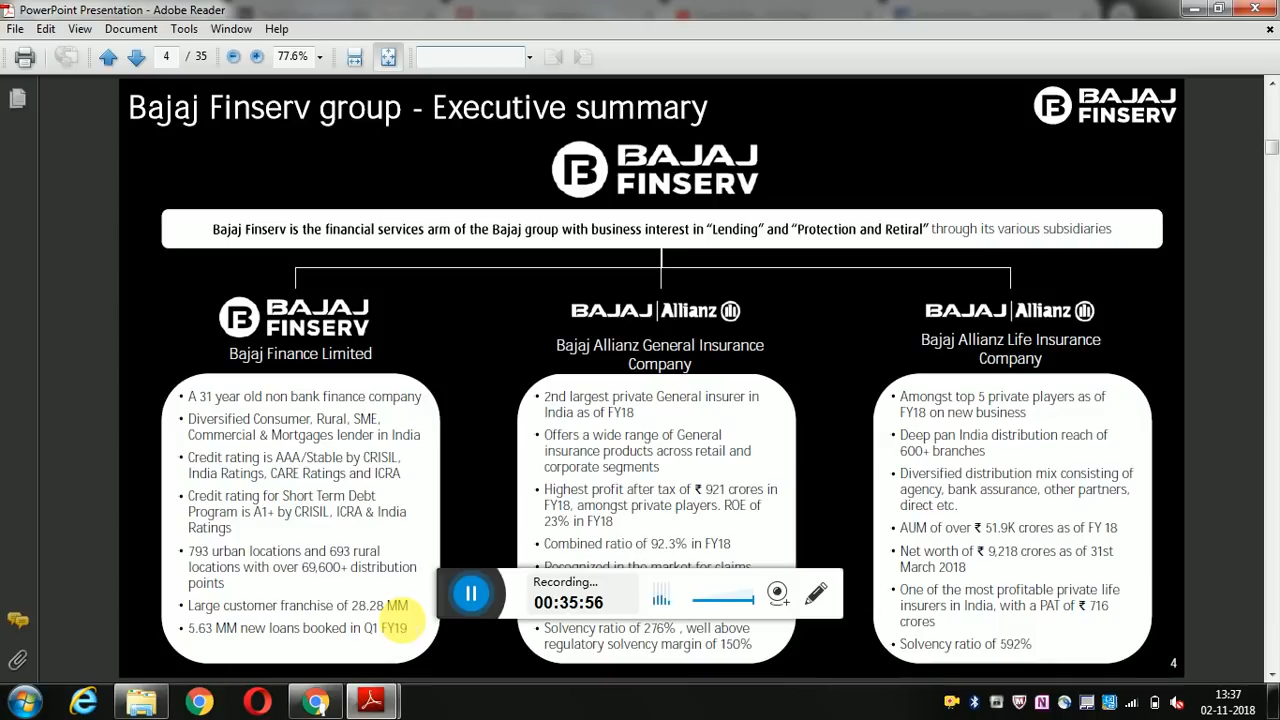 PowerPoint Presentation - Adobe Reader
File Edit View Document Tools Window Help
4 / 35 77.6%
Bajaj Finserv group - Executive summary
BAJAJ
FINSERV
BAJAJ
FINSERV
Bajaj Finserv is the financial services arm of the Bajaj group with business interest in “Lending” and “Protection and Retiral” through its various subsidiaries
BAJAJ
FINSERV
Bajaj Finance Limited
• A 31 year old non bank finance company
• Diversified Consumer, Rural, SME,
Commercial & Mortgages lender in India
• Credit rating is AAA/Stable by CRISIL,
India Ratings, CARE Ratings and ICRA
• Credit rating for Short Term Debt
Program is A1+ by CRISIL, ICRA & India
Ratings
• 793 urban locations and 693 rural
locations with over 69,600+ distribution
points
• Large customer franchise of 28.28 MM
• 5.63 MM new loans booked in Q1 FY19
BAJAJ | Allianz
Bajaj Allianz General Insurance
Company
• 2nd largest private General insurer in
India as of FY18
• Offers a wide range of General
insurance products across retail and
corporate segments
• Highest profit after tax of ₹ 921 crores in
FY18, amongst private players. ROE of
23% in FY18
• Combined ratio of 92.3% in FY18
• Recognized in the market for claims
Solvency ratio of 276% , well above
regulatory solvency margin of 150%
BAJAJ | Allianz
Bajaj Allianz Life Insurance
Company
• Amongst top 5 private players as of
FY18 on new business
• Deep pan India distribution reach of
600+ branches
• Diversified distribution mix consisting of
agency, bank assurance, other partners,
direct etc.
• AUM of over ₹ 51.9K crores as of FY 18
• Net worth of ₹ 9,218 crores as of 31st
March 2018
• One of the most profitable private life
insurers in India, with a PAT of ₹ 716
crores
• Solvency ratio of 592%
Recording...
00:35:56
4
13:37
02-11-2018